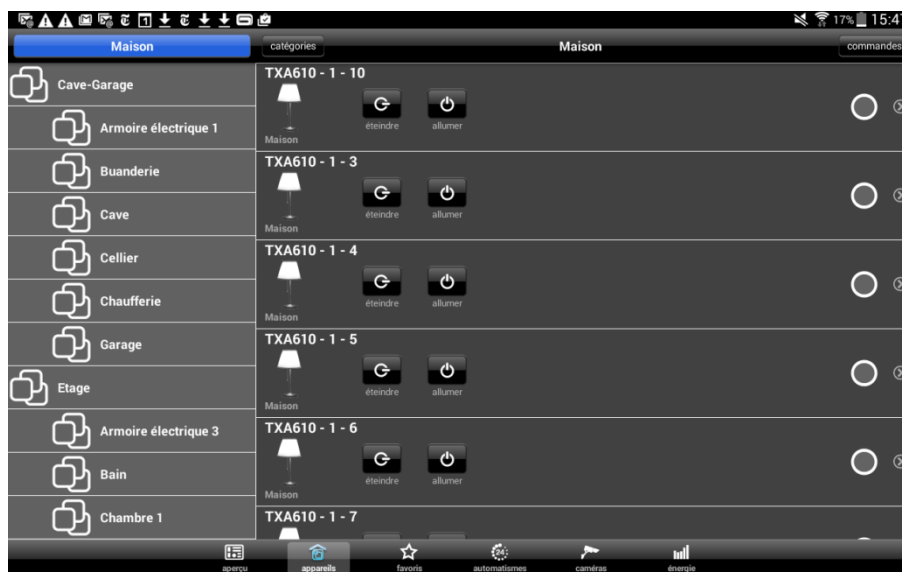 17% 15:4
Maison
catégories
Maison
commandes
Cave-Garage
Armoire électrique 1
Buanderie
Cave
Cellier
Chaufferie
Garage
Etage
Armoire électrique 3
Bain
Chambre 1
TXA610 - 1 - 10
éteindre allumer
Maison
TXA610 - 1 - 3
éteindre allumer
Maison
TXA610 - 1 - 4
éteindre allumer
Maison
TXA610 - 1 - 5
éteindre allumer
Maison
TXA610 - 1 - 6
éteindre allumer
Maison
TXA610 - 1 - 7
aperçu appareils favoris automatismes caméras énergie